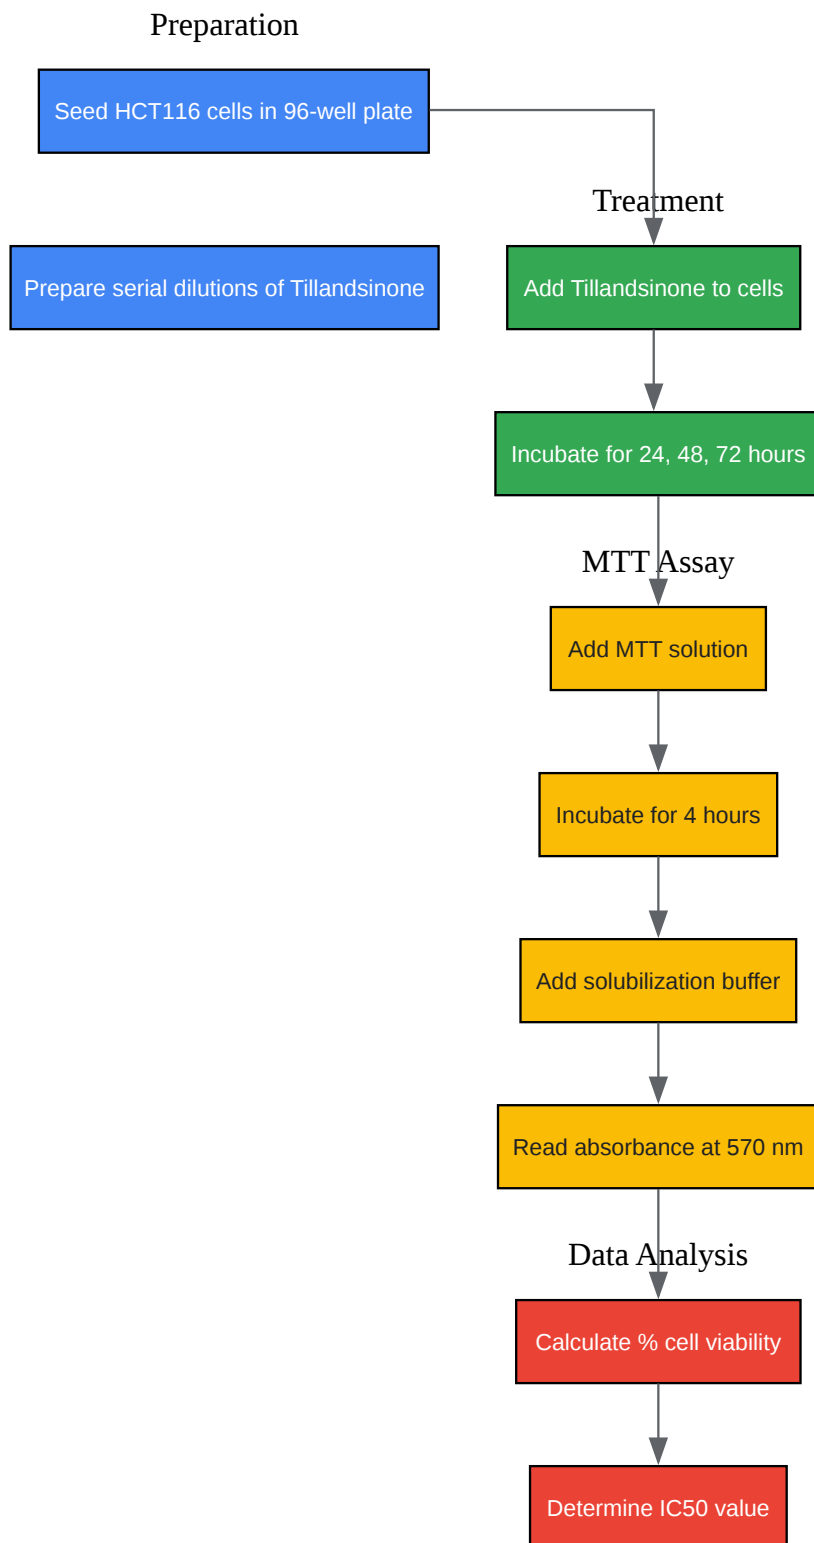 Preparation
Seed HCT116 cells in 96-well plate
Treatment
Prepare serial dilutions of Tillandsinone
Add Tillandsinone to cells
Incubate for 24, 48, 72 hours
MTT Assay
Add MTT solution
Incubate for 4 hours
Add solubilization buffer
Read absorbance at 570 nm
Data Analysis
Calculate % cell viability
Determine IC50 value